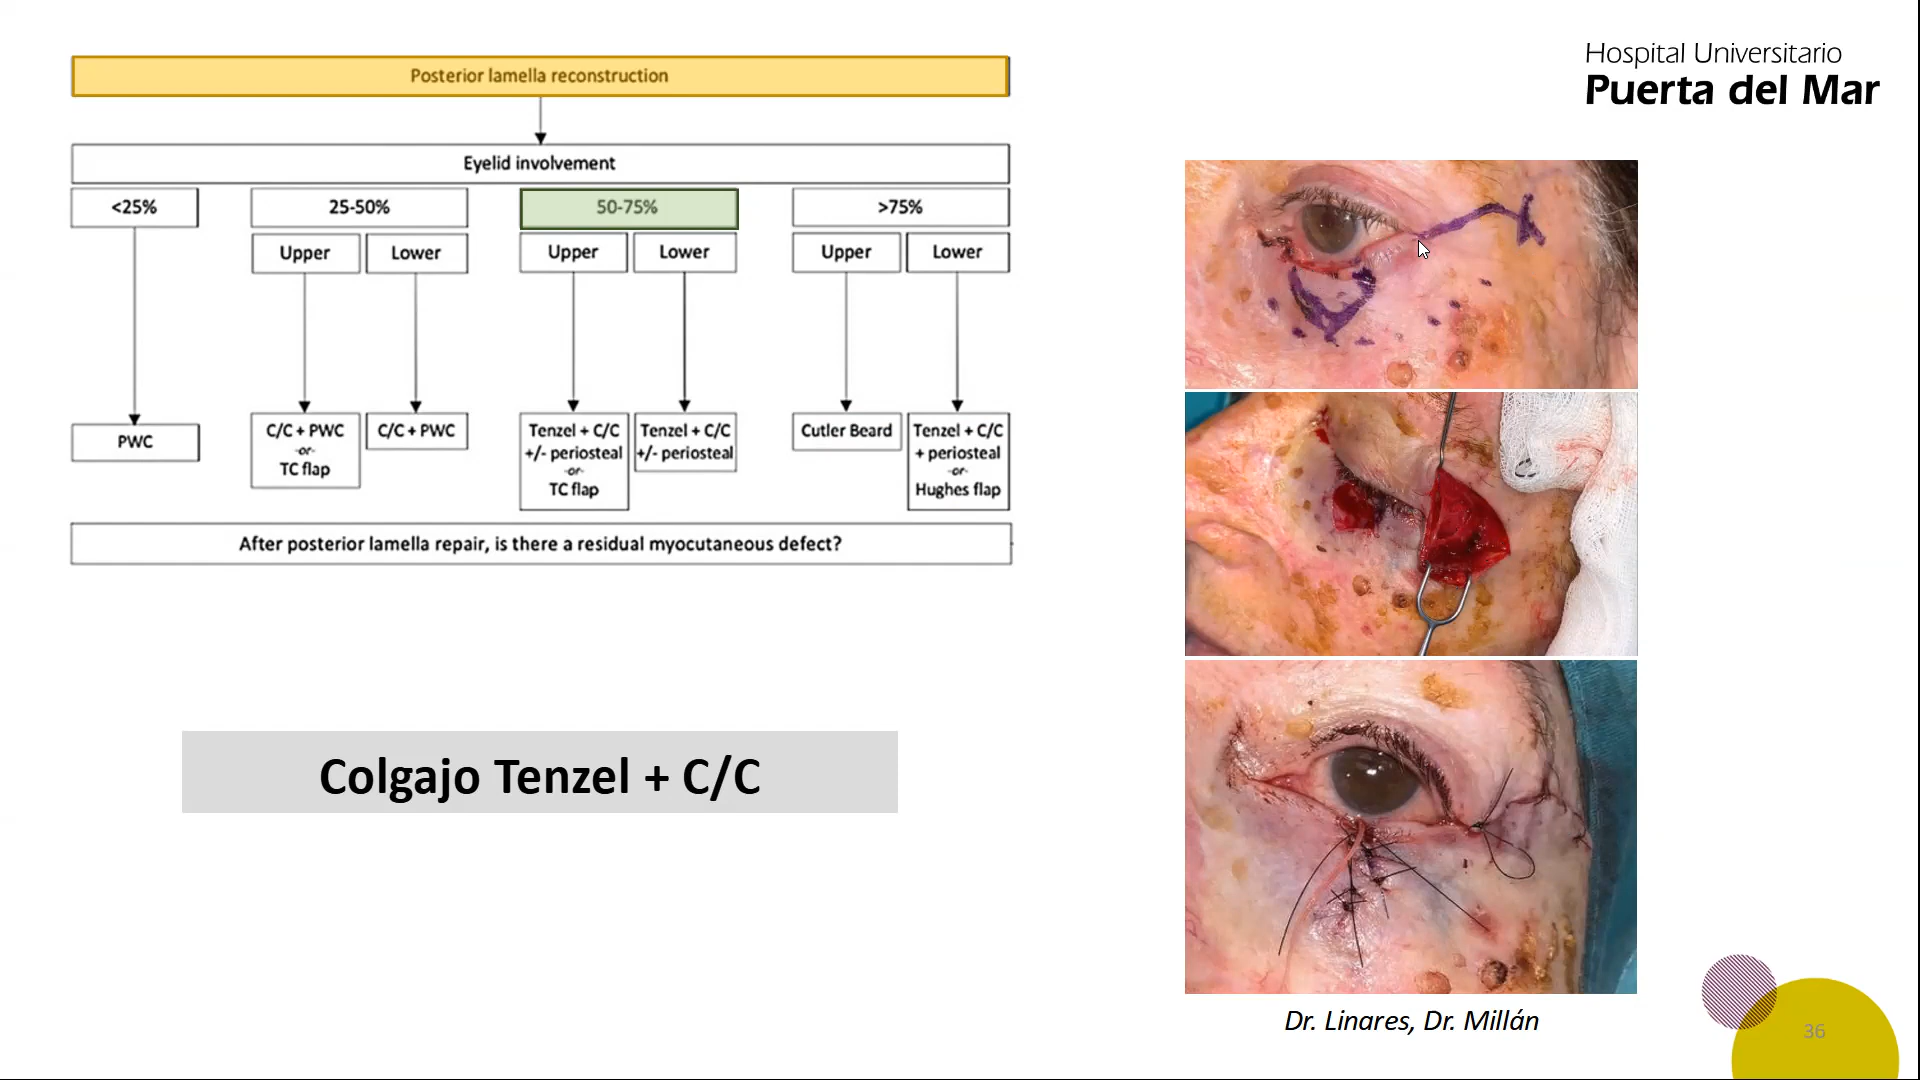 Hospital Universitario
Puerta del Mar
Posterior lamella reconstruction
Eyelid involvement
<25%
25-50%
50-75%
>75%
Upper
Lower
Upper
Lower
Upper
Lower
PWC
C/C + PWC
-or-
TC flap
C/C + PWC
Tenzel + C/C
+/- periosteal
-or-
TC flap
Tenzel + C/C
+/- periosteal
Cutler Beard
Tenzel + C/C
+ periosteal
-or-
Hughes flap
After posterior lamella repair, is there a residual myocutaneous defect?
Colgajo Tenzel + C/C
Dr. Linares, Dr. Millán
36